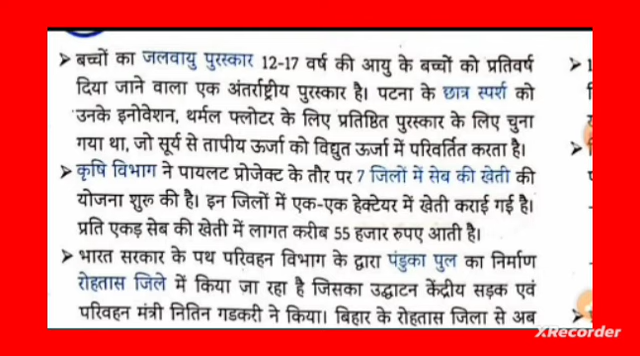 ➤ बच्चों का जलवायु पुरस्कार 12-17 वर्ष की आयु के बच्चों को प्रतिवर्ष
दिया जाने वाला एक अंतर्राष्ट्रीय पुरस्कार है। पटना के छात्र स्पर्श को
उनके इनोवेशन, थर्मल फ्लोटर के लिए प्रतिष्ठित पुरस्कार के लिए चुना
गया था, जो सूर्य से तापीय ऊर्जा को विद्युत ऊर्जा में परिवर्तित करता है।
➤ कृषि विभाग ने पायलट प्रोजेक्ट के तौर पर 7 जिलों में सेब की खेती की
योजना शुरू की है। इन जिलों में एक-एक हेक्टेयर में खेती कराई गई है।
प्रति एकड़ सेब की खेती में लागत करीब 55 हजार रुपए आती है।
➤ भारत सरकार के पथ परिवहन विभाग के द्वारा पंडुका पुल का निर्माण
रोहतास जिले में किया जा रहा है जिसका उद्घाटन केंद्रीय सड़क एवं
परिवहन मंत्री नितिन गडकरी ने किया। बिहार के रोहतास जिला से अब
XRecorder